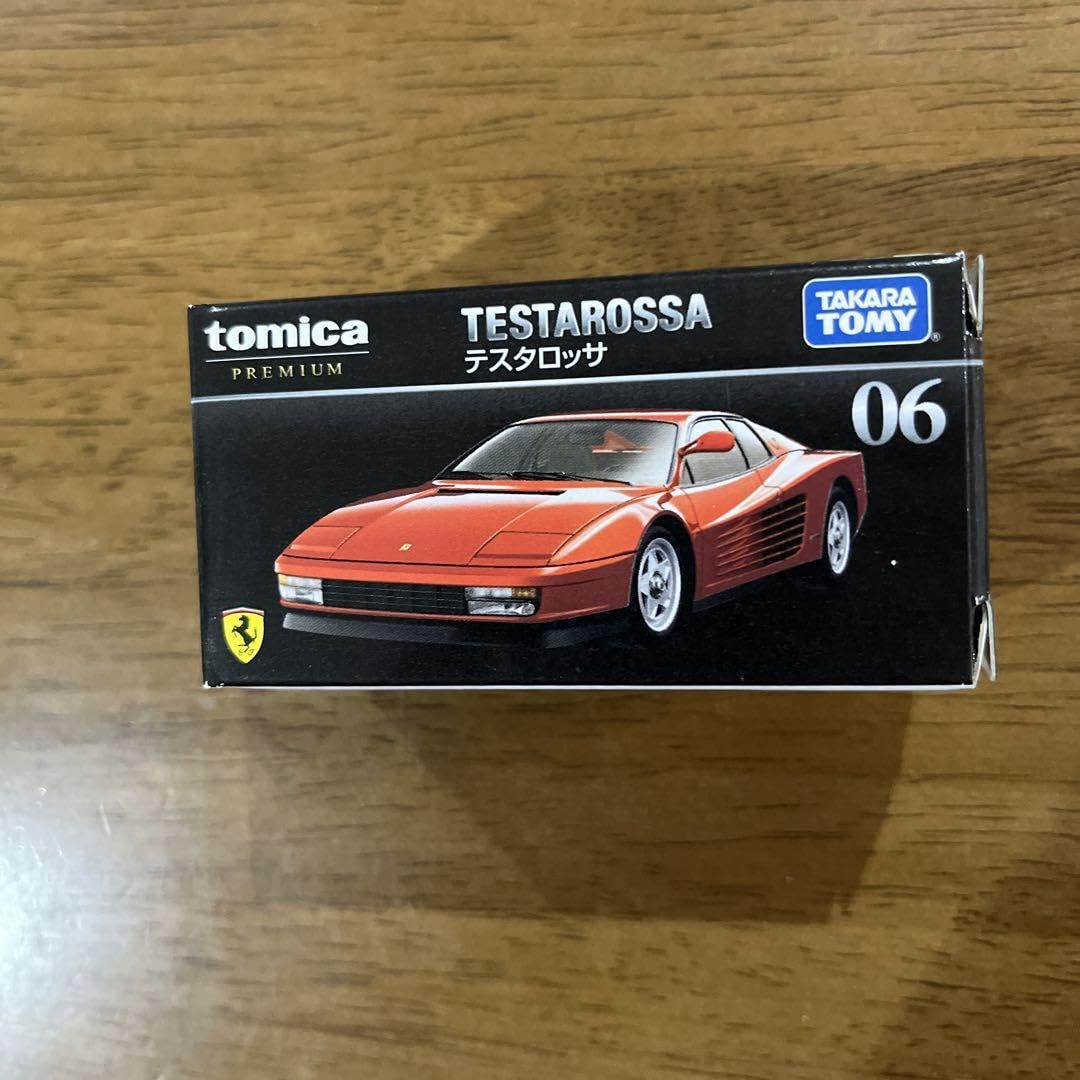 tomica
PREMIUM
TESTAROSSA
テスタロッサ
TAKARA
TOMY
®
06